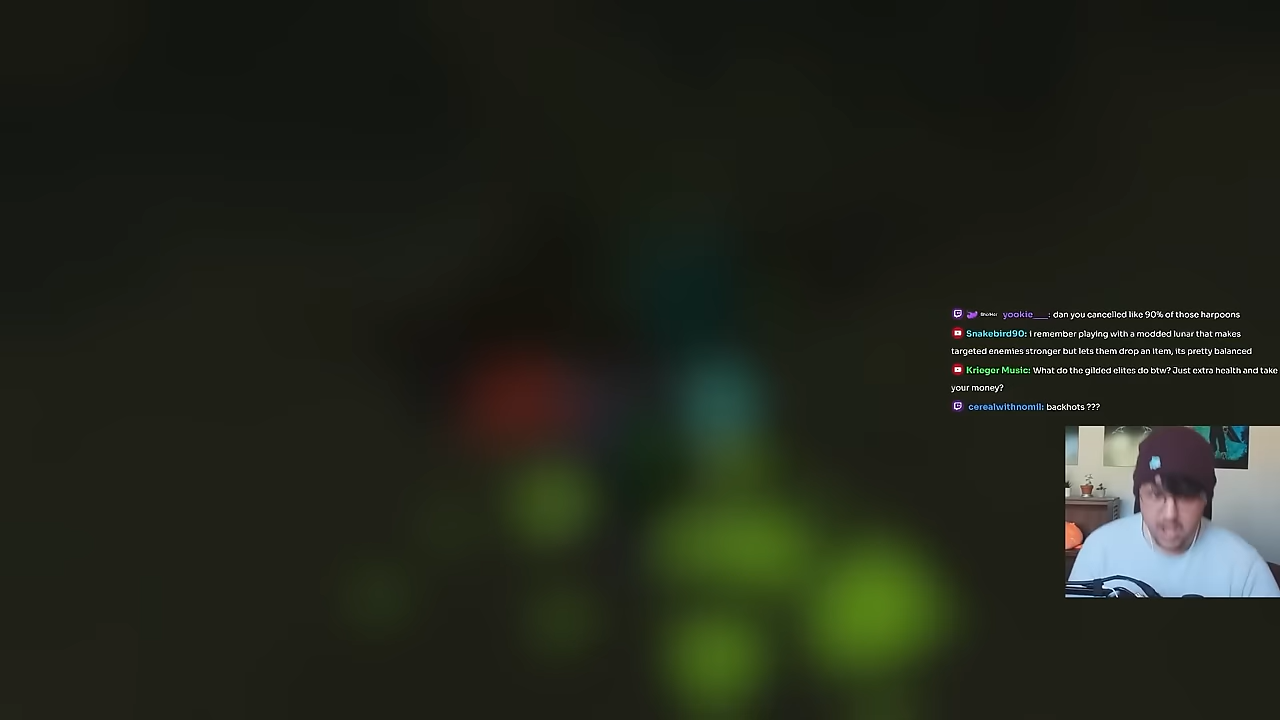 yookie___: dan you cancelled like 90% of those harpoons
Snakebird90: I remember playing with a modded lunar that makes
targeted enemies stronger but lets them drop an item, its pretty balanced
Krieger Music: What do the gilded elites do btw? Just extra health and take
your money?
cerealwithnomil: backhots ???